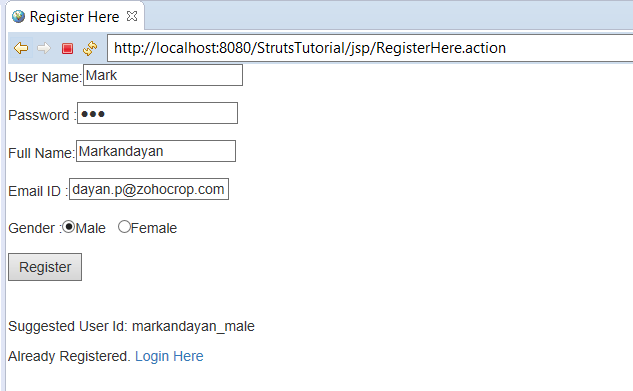 Register Here
http://localhost:8080/StrutsTutorial/jsp/RegisterHere.action
User Name: Mark
Password : ●●●
Full Name: Markandayan
Email ID : dayan.p@zohocrop.com
Gender : Male Female
Register
Suggested User Id: markandayan_male
Already Registered. Login Here